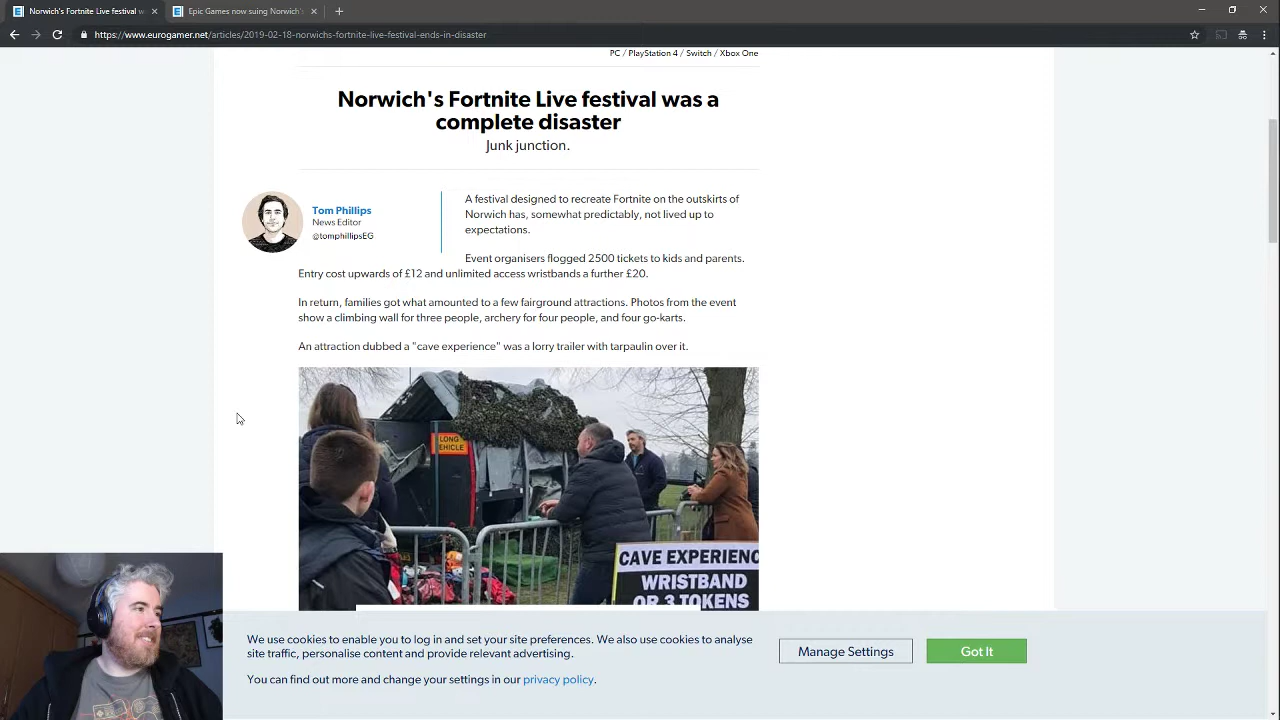 Norwich's Fortnite Live festival w
Epic Games now suing Norwich's
https://www.eurogamer.net/articles/2019-02-18-norwichs-fortnite-live-festival-ends-in-disaster
PC / PlayStation 4 / Switch / Xbox One
Norwich's Fortnite Live festival was a
complete disaster
Junk junction.
Tom Phillips
News Editor
@tomphillipsEG
A festival designed to recreate Fortnite on the outskirts of
Norwich has, somewhat predictably, not lived up to
expectations.
Event organisers flogged 2500 tickets to kids and parents.
Entry cost upwards of £12 and unlimited access wristbands a further £20.
In return, families got what amounted to a few fairground attractions. Photos from the event
show a climbing wall for three people, archery for four people, and four go-karts.
An attraction dubbed a "cave experience" was a lorry trailer with tarpaulin over it.
LONG
EHICLE
CAVE EXPERIENC
WRISTBAND
OR 3 TOKENS
We use cookies to enable you to log in and set your site preferences. We also use cookies to analyse
site traffic, personalise content and provide relevant advertising.
You can find out more and change your settings in our privacy policy.
Manage Settings
Got It